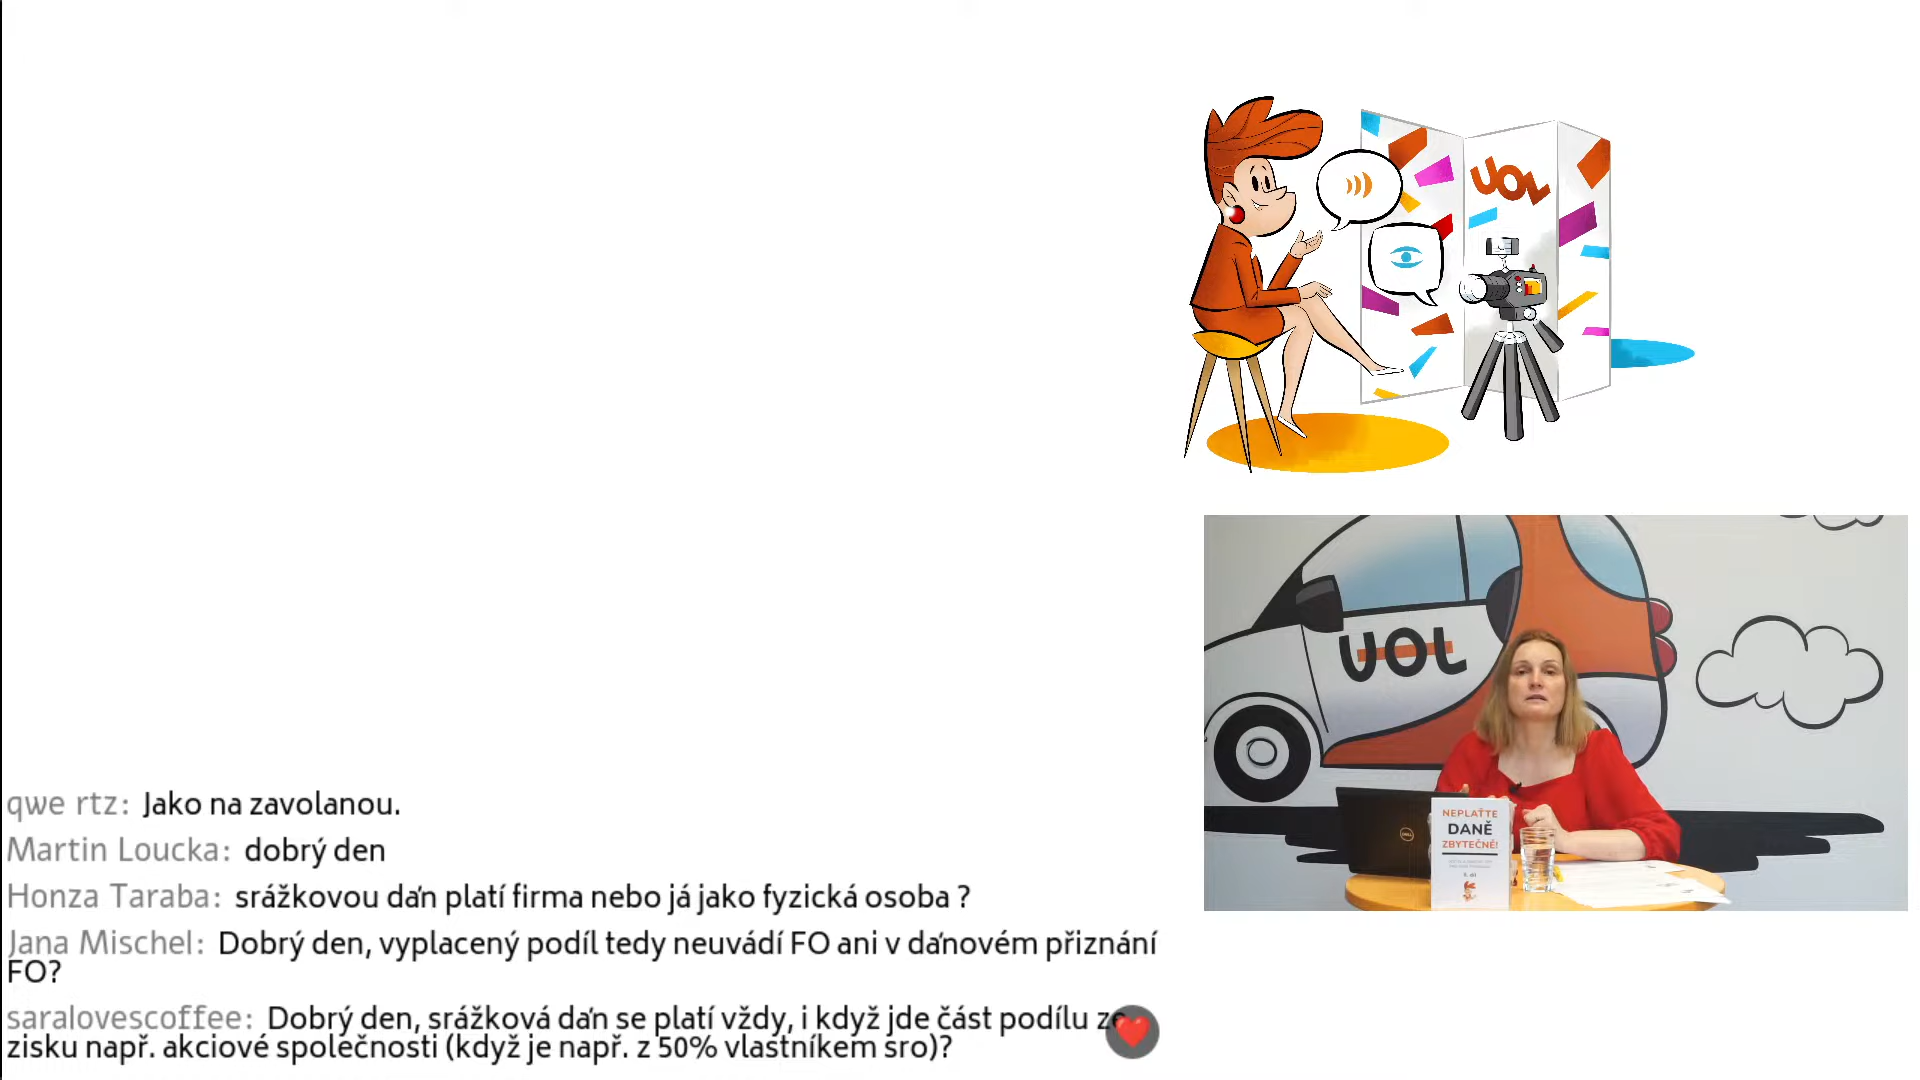 UOL
UOL
NEPLAŤTE
DANĚ
ZBYTEČNĚ!
DELL
qwe rtz: Jako na zavolanou.
Martin Loucka: dobrý den
Honza Taraba: srážkovou daň platí firma nebo já jako fyzická osoba ?
Jana Mischel: Dobrý den, vyplacený podíl tedy neuvádí FO ani v daňovém přiznání
FO?
saralovescoffee: Dobrý den, srážková daň se platí vždy, i když jde část podílu ze
zisku např. akciové společnosti (když je např. z 50% vlastníkem sro)?